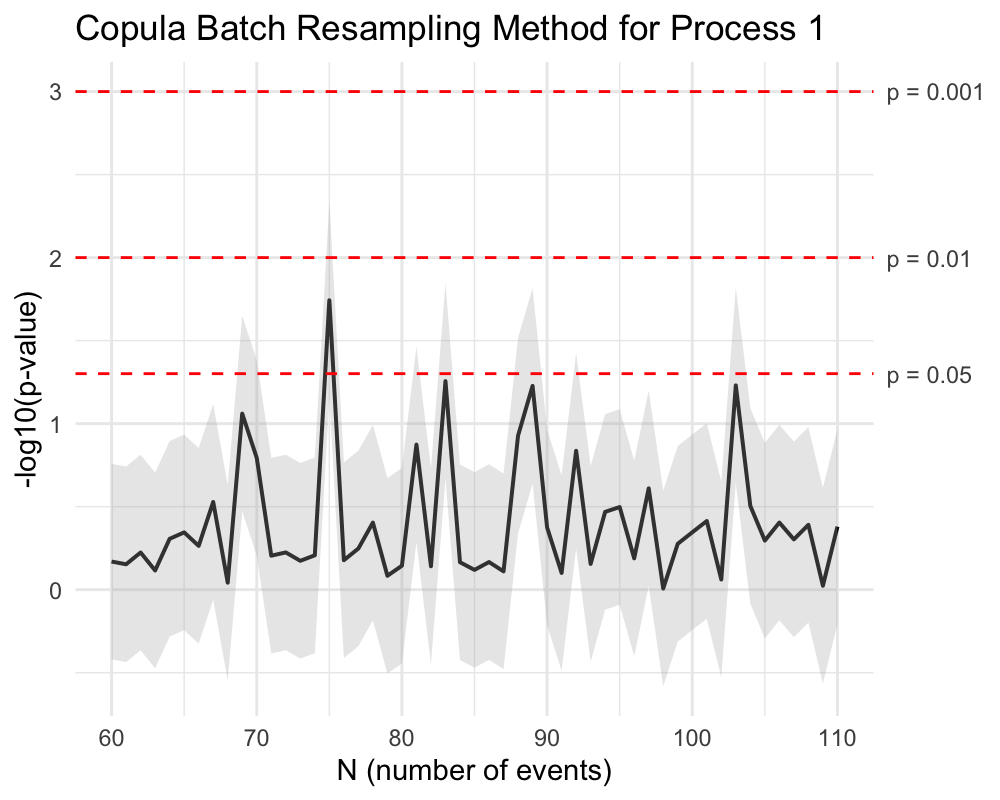 Copula Batch Resampling Method for Process 1
3
p = 0.001
2
p = 0.01
p = 0.05
1
0
-log10(p-value)
60 70 80 90 100 110
N (number of events)